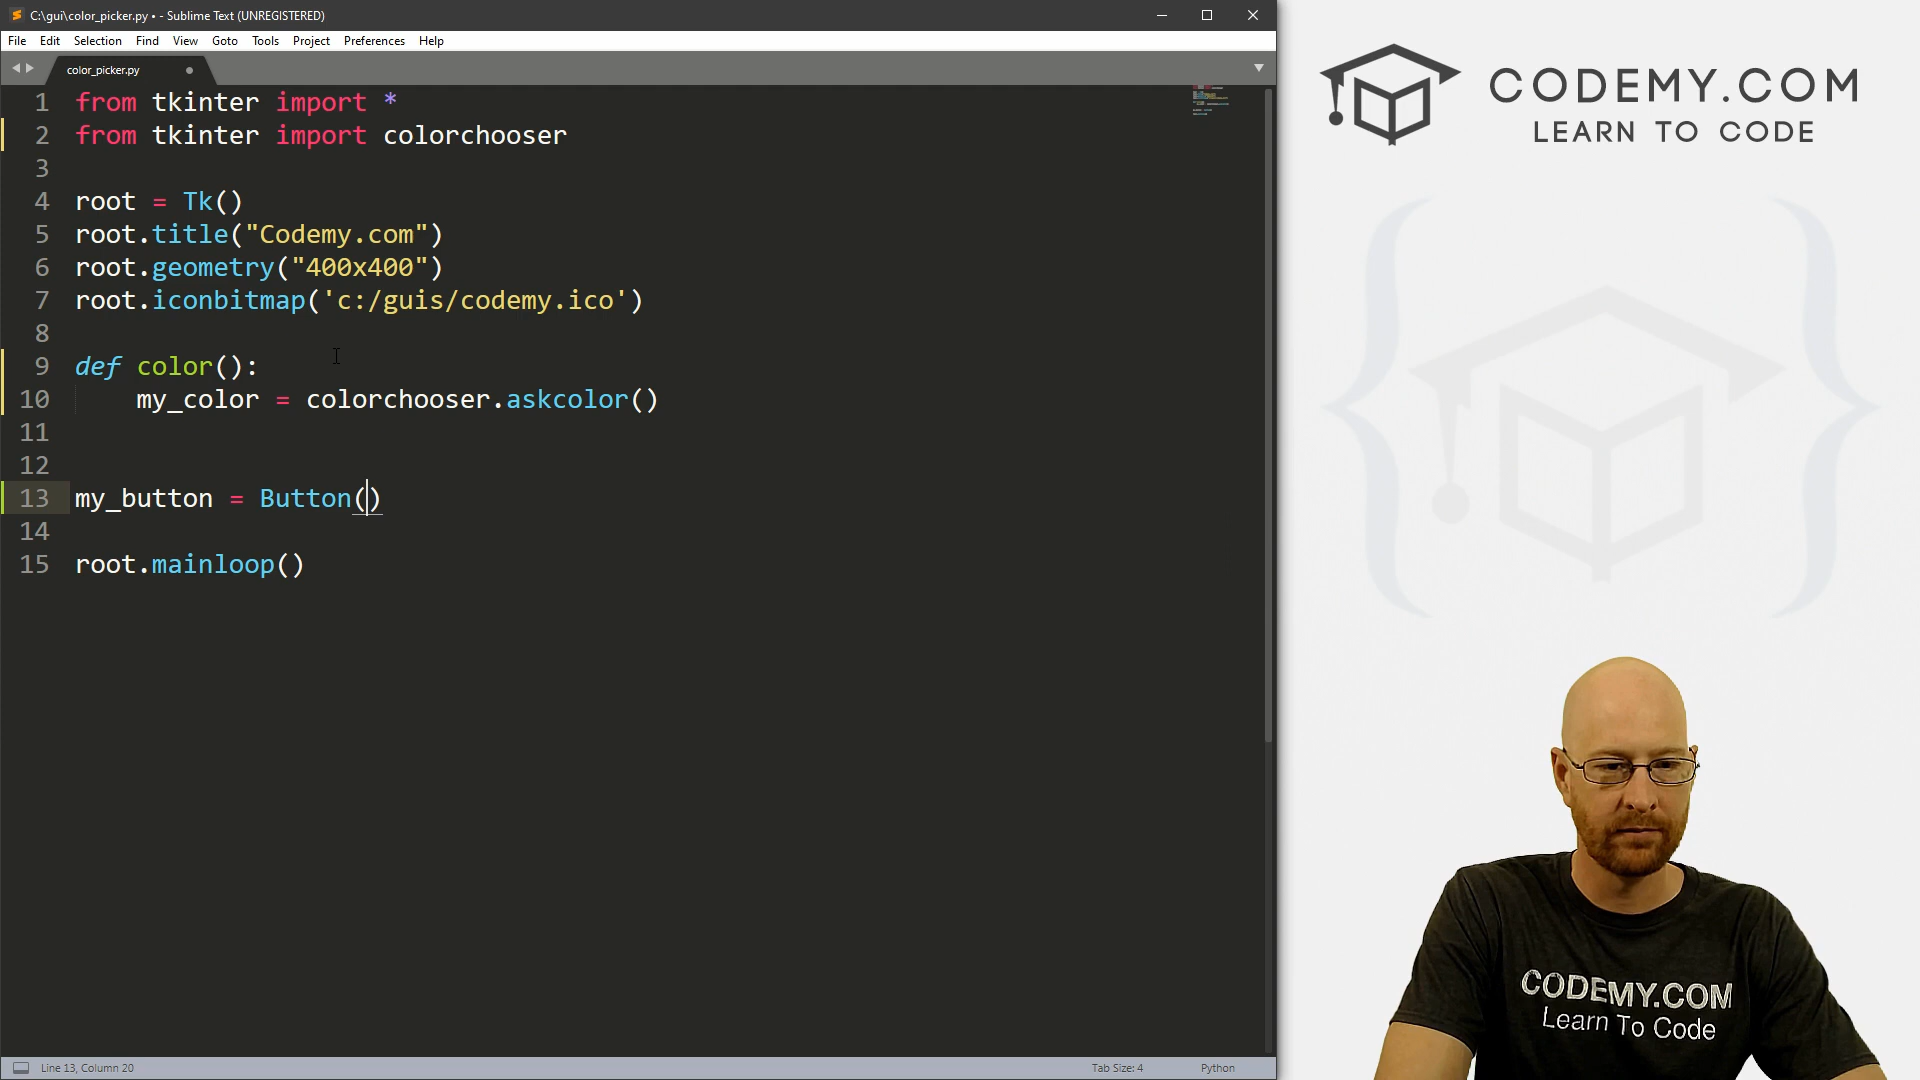 C:\gui\color_picker.py • - Sublime Text (UNREGISTERED)
File Edit Selection Find View Goto Tools Project Preferences Help
color_picker.py
1 from tkinter import *
2 from tkinter import colorchooser
3
4 root = Tk()
5 root.title("Codemy.com")
6 root.geometry("400x400")
7 root.iconbitmap('c:/guis/codemy.ico')
8
9 def color():
10 my_color = colorchooser.askcolor()
11
12
13 my_button = Button()
14
15 root.mainloop()
Line 13, Column 20
Tab Size: 4
Python
CODEMY.COM
LEARN TO CODE
CODEMY.COM
Learn To Code